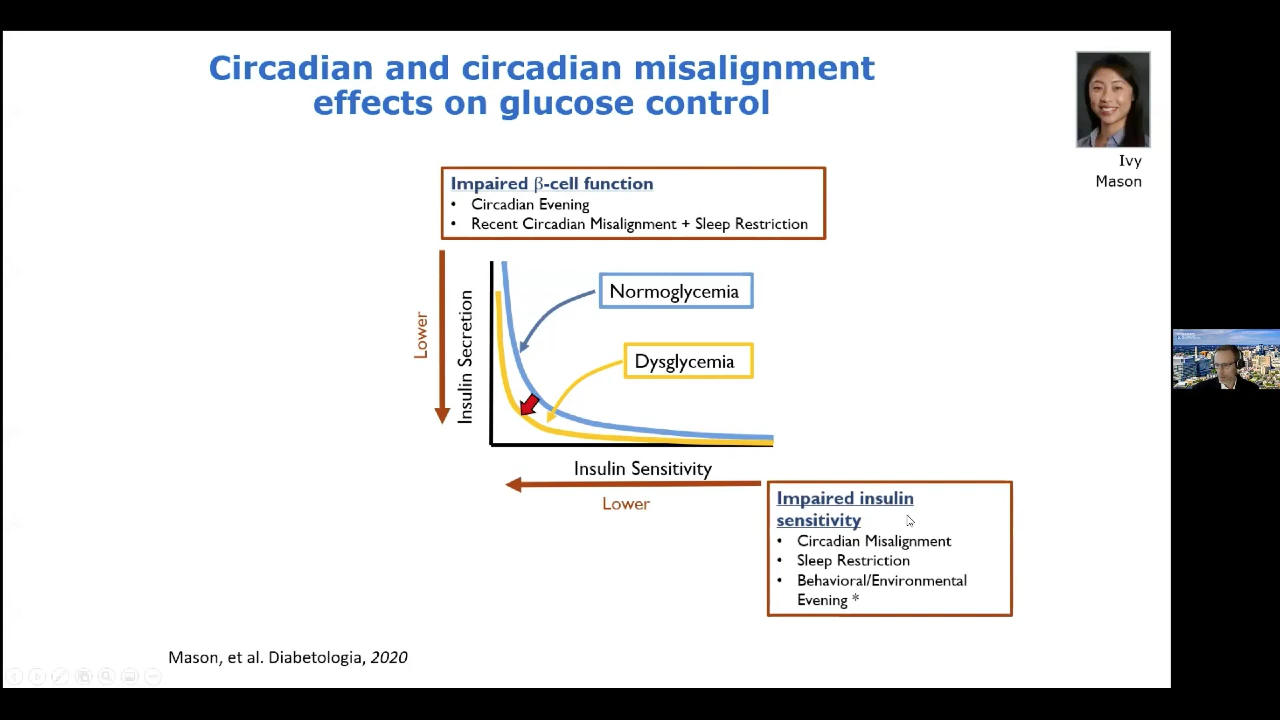 Circadian and circadian misalignment
effects on glucose control
Ivy
Mason
Impaired β-cell function
• Circadian Evening
• Recent Circadian Misalignment + Sleep Restriction
Normoglycemia
Dysglycemia
Lower
Insulin Secretion
Insulin Sensitivity
Lower
Impaired insulin
sensitivity
• Circadian Misalignment
• Sleep Restriction
• Behavioral/Environmental
Evening *
Mason, et al. Diabetologia, 2020